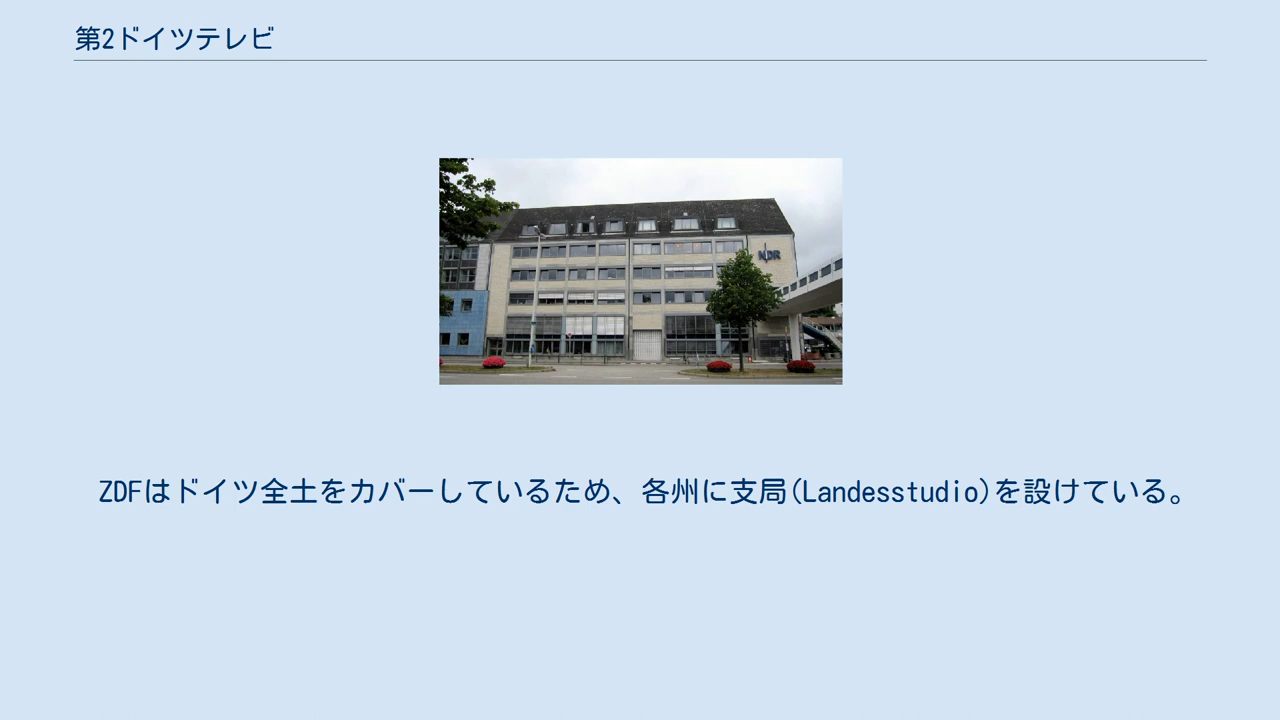 第2ドイツテレビ
NDR
ZDFはドイツ全土をカバーしているため、各州に支局(Landesstudio)を設けている。